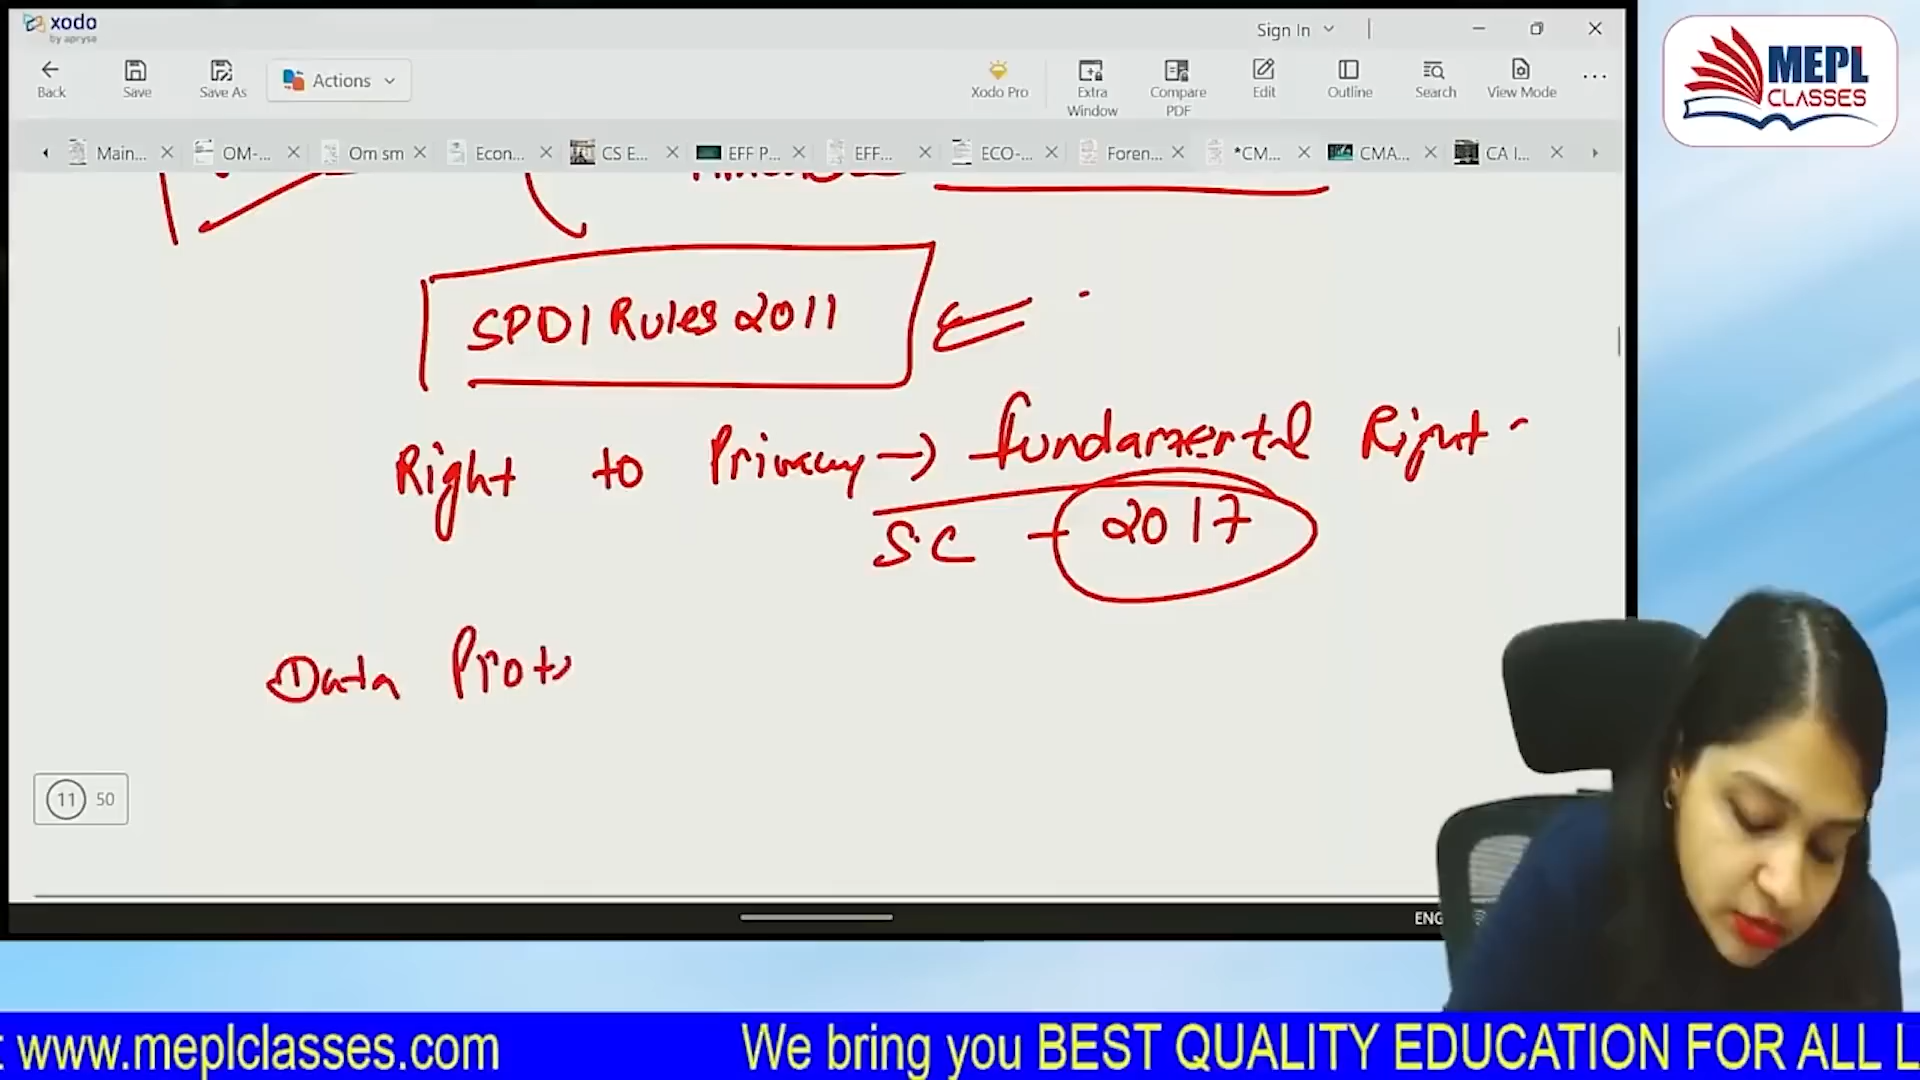 xodo
by apryse
Sign In
Back
Save
Save As
Actions
Xodo Pro
Extra Window
Compare PDF
Edit
Outline
Search
View Mode
Main...
OM-...
Om sm
Econ...
CS E...
EFF P...
EFF...
ECO-...
Foren...
*CM...
CMA...
CA I...
MEPL
CLASSES
SPDI Rules 2011
Right to Privacy → fundamental Right
SC - 2017
Data Prot
11 50
ENG
www.meplclasses.com We bring you BEST QUALITY EDUCATION FOR ALL L